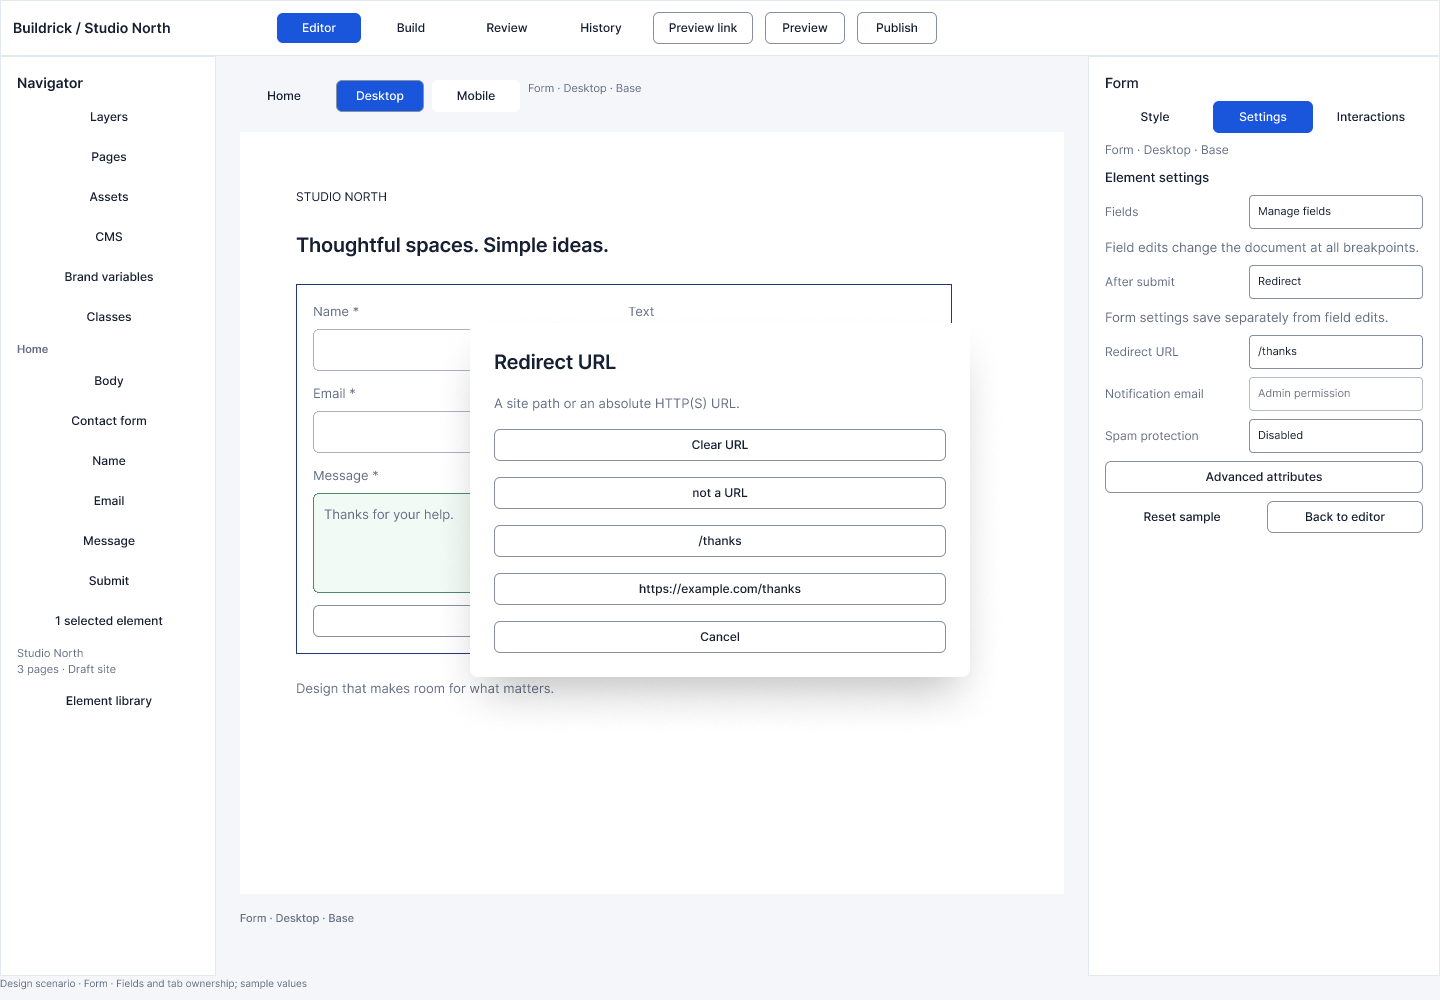 Buildrick / Studio North
Editor
Build
Review
History
Preview link
Preview
Publish
Navigator
Layers
Pages
Assets
CMS
Brand variables
Classes
Home
Body
Contact form
Name
Email
Message
Submit
1 selected element
Studio North
3 pages · Draft site
Element library
Home
Desktop
Mobile
Form · Desktop · Base
STUDIO NORTH
Thoughtful spaces. Simple ideas.
Name *
Text
Email *
Message *
Thanks for your help.
Redirect URL
A site path or an absolute HTTP(S) URL.
Clear URL
not a URL
/thanks
https://example.com/thanks
Cancel
Design that makes room for what matters.
Form · Desktop · Base
Form
Style
Settings
Interactions
Form · Desktop · Base
Element settings
Fields
Manage fields
Field edits change the document at all breakpoints.
After submit
Redirect
Form settings save separately from field edits.
Redirect URL
/thanks
Notification email
Admin permission
Spam protection
Disabled
Advanced attributes
Reset sample
Back to editor
Design scenario · Form · Fields and tab ownership; sample values